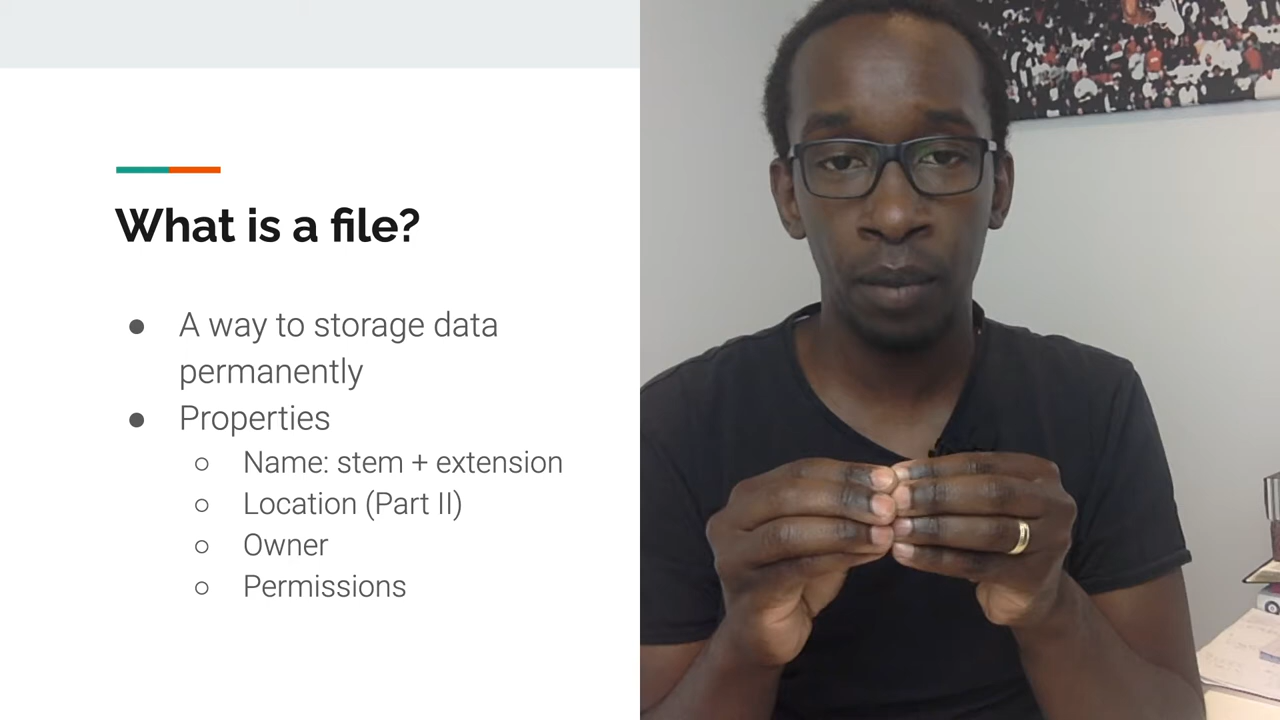 What is a file?
● A way to storage data
permanently
● Properties
○ Name: stem + extension
○ Location (Part II)
○ Owner
○ Permissions